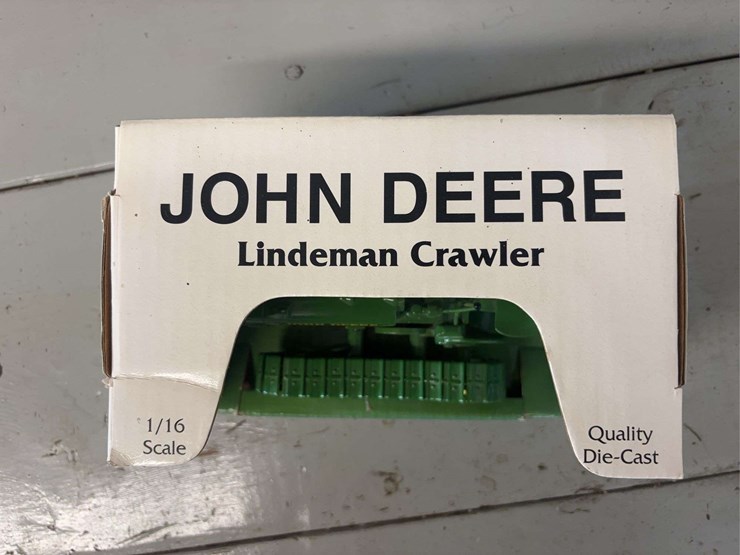 JOHN DEERE
Lindeman Crawler
1/16
Scale
Quality
Die-Cast